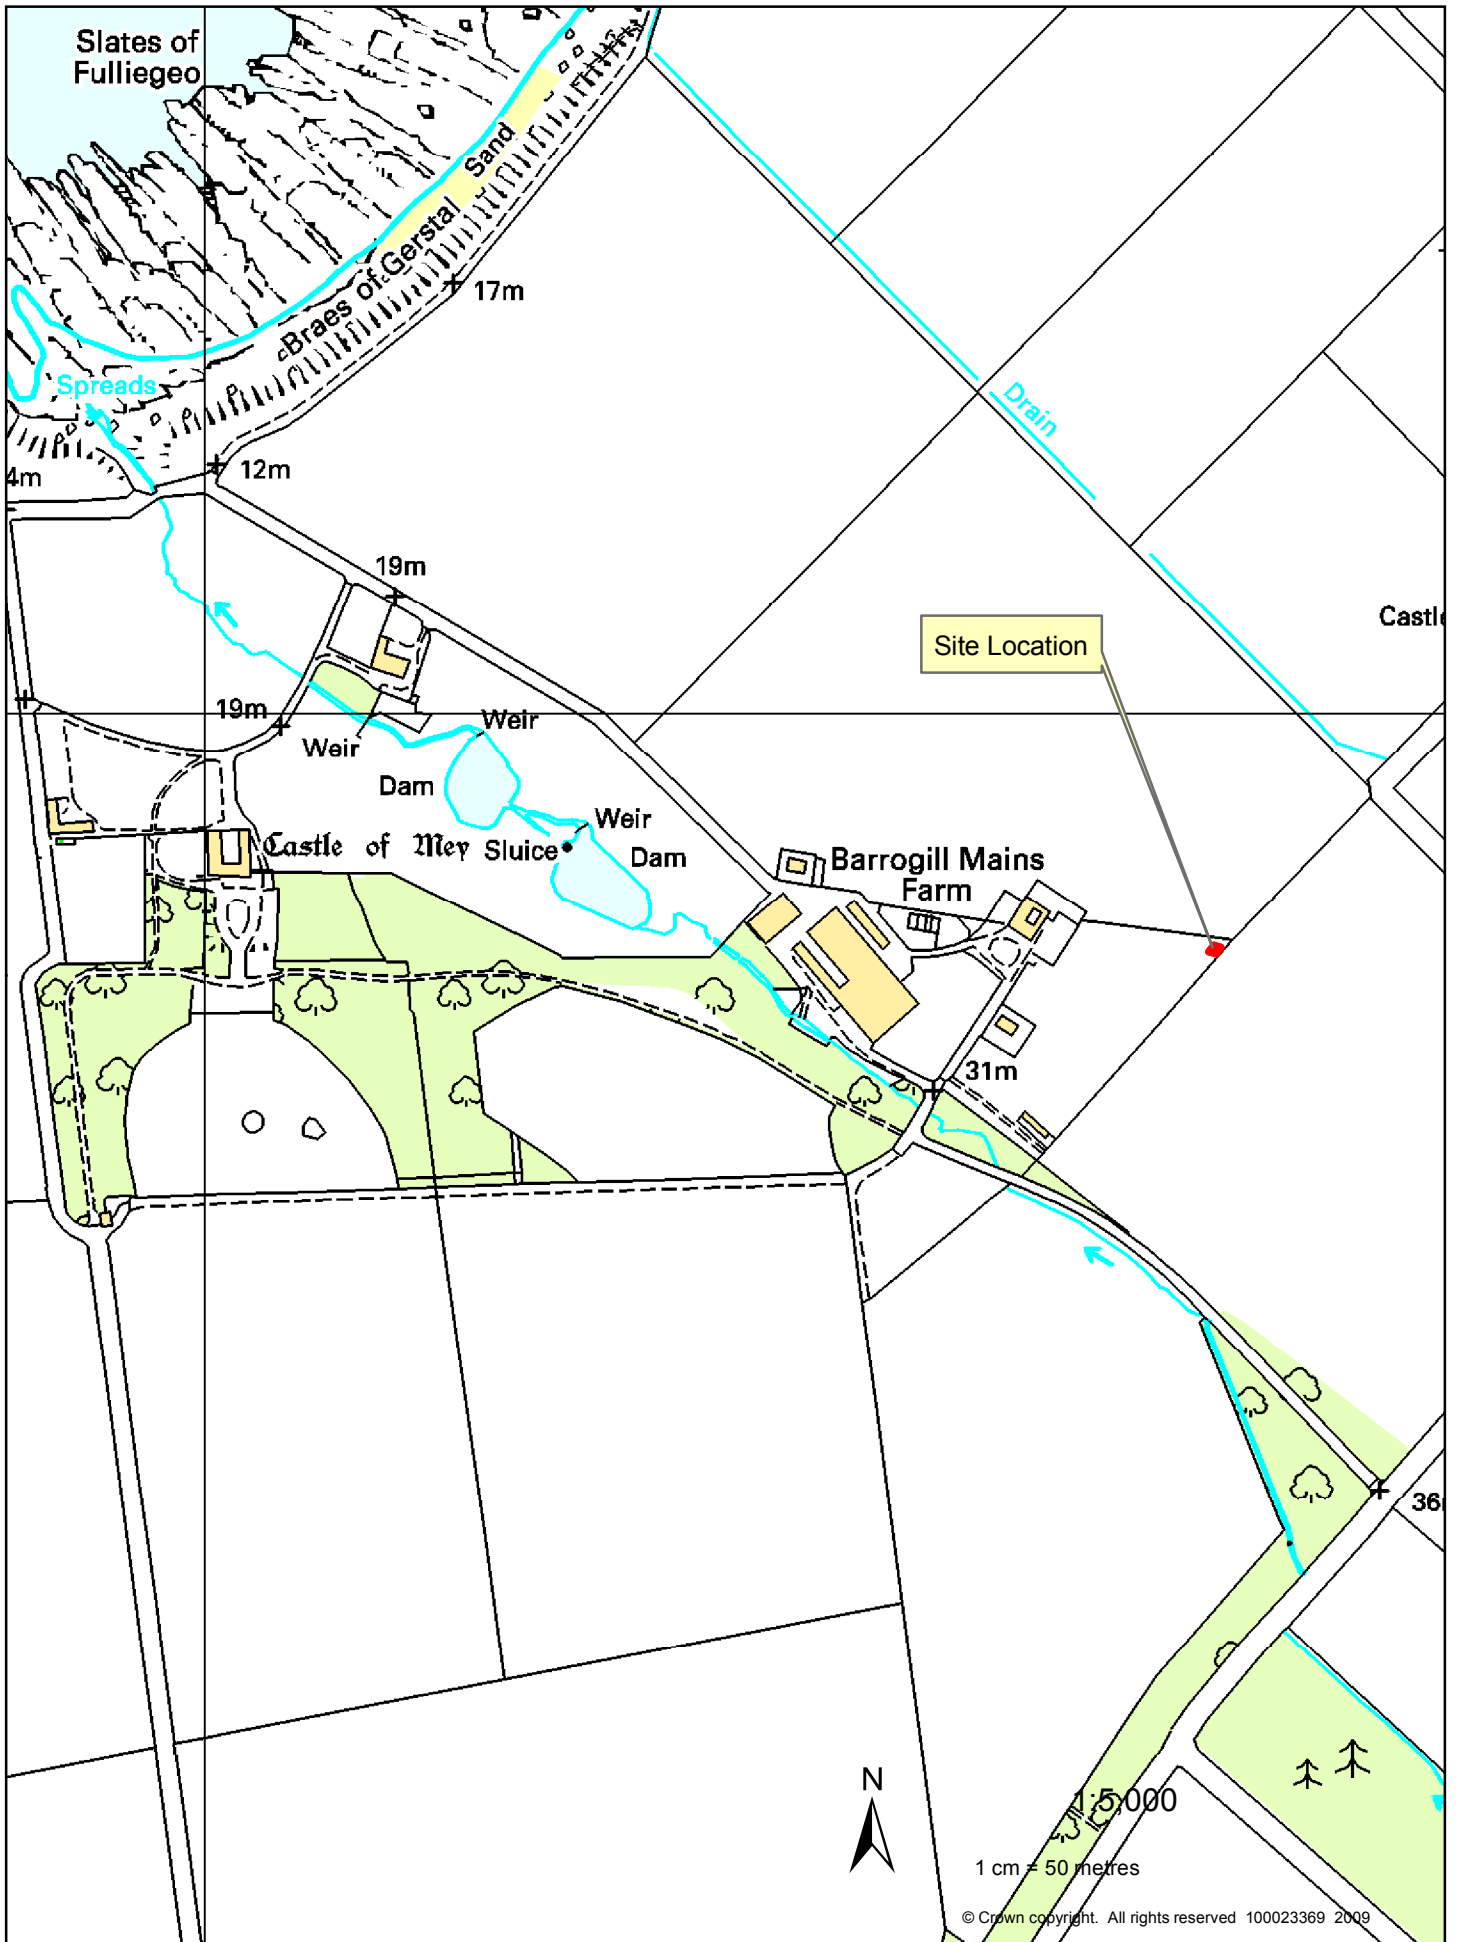 Slates of
Fulliegeo
Braes of Gerstal Sand
17m
Spreads
12m
4m
Drain
19m
Castle
Site Location
19m
Weir
Weir
Dam
Weir
Castle of Mey
Sluice
Dam
Barrogill Mains
Farm
31m
36m
N
1:5,000
1 cm = 50 metres
© Crown copyright. All rights reserved 100023369 2009